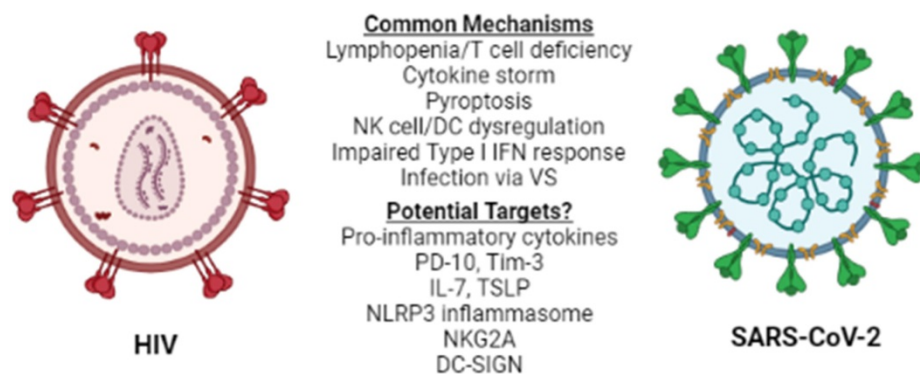 Common Mechanisms
Lymphopenia/T cell deficiency
Cytokine storm
Pyroptosis
NK cell/DC dysregulation
Impaired Type I IFN response
Infection via VS
Potential Targets?
Pro-inflammatory cytokines
PD-10, Tim-3
IL-7, TSLP
NLRP3 inflammasome
NKG2A
DC-SIGN
HIV
SARS-CoV-2